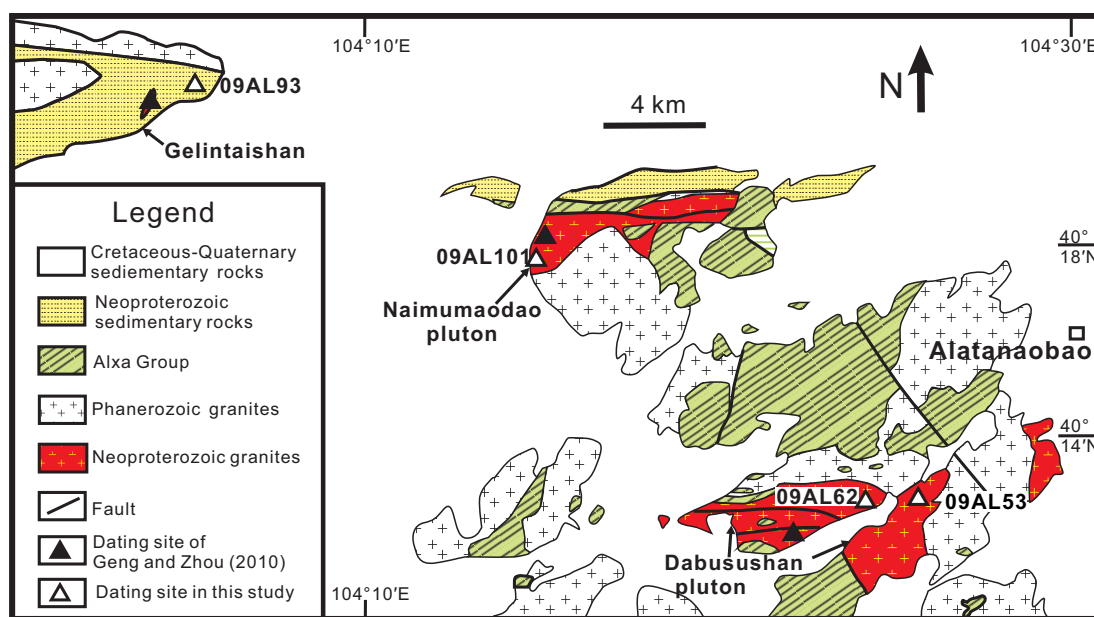 104°10′E
104°30′E
09AL93
N
4 km
Gelintaishan
Legend
Cretaceous-Quaternary
sediementary rocks
Neoproterozoic
sedimentary rocks
Alxa Group
Phanerozoic granites
Neoproterozoic granites
Fault
Dating site of
Geng and Zhou (2010)
Dating site in this study
09AL101
40°
18′N
Naimumaodao
pluton
Alatanaobao
40°
14′N
09AL62
09AL53
Dabusushan
pluton
104°10′E